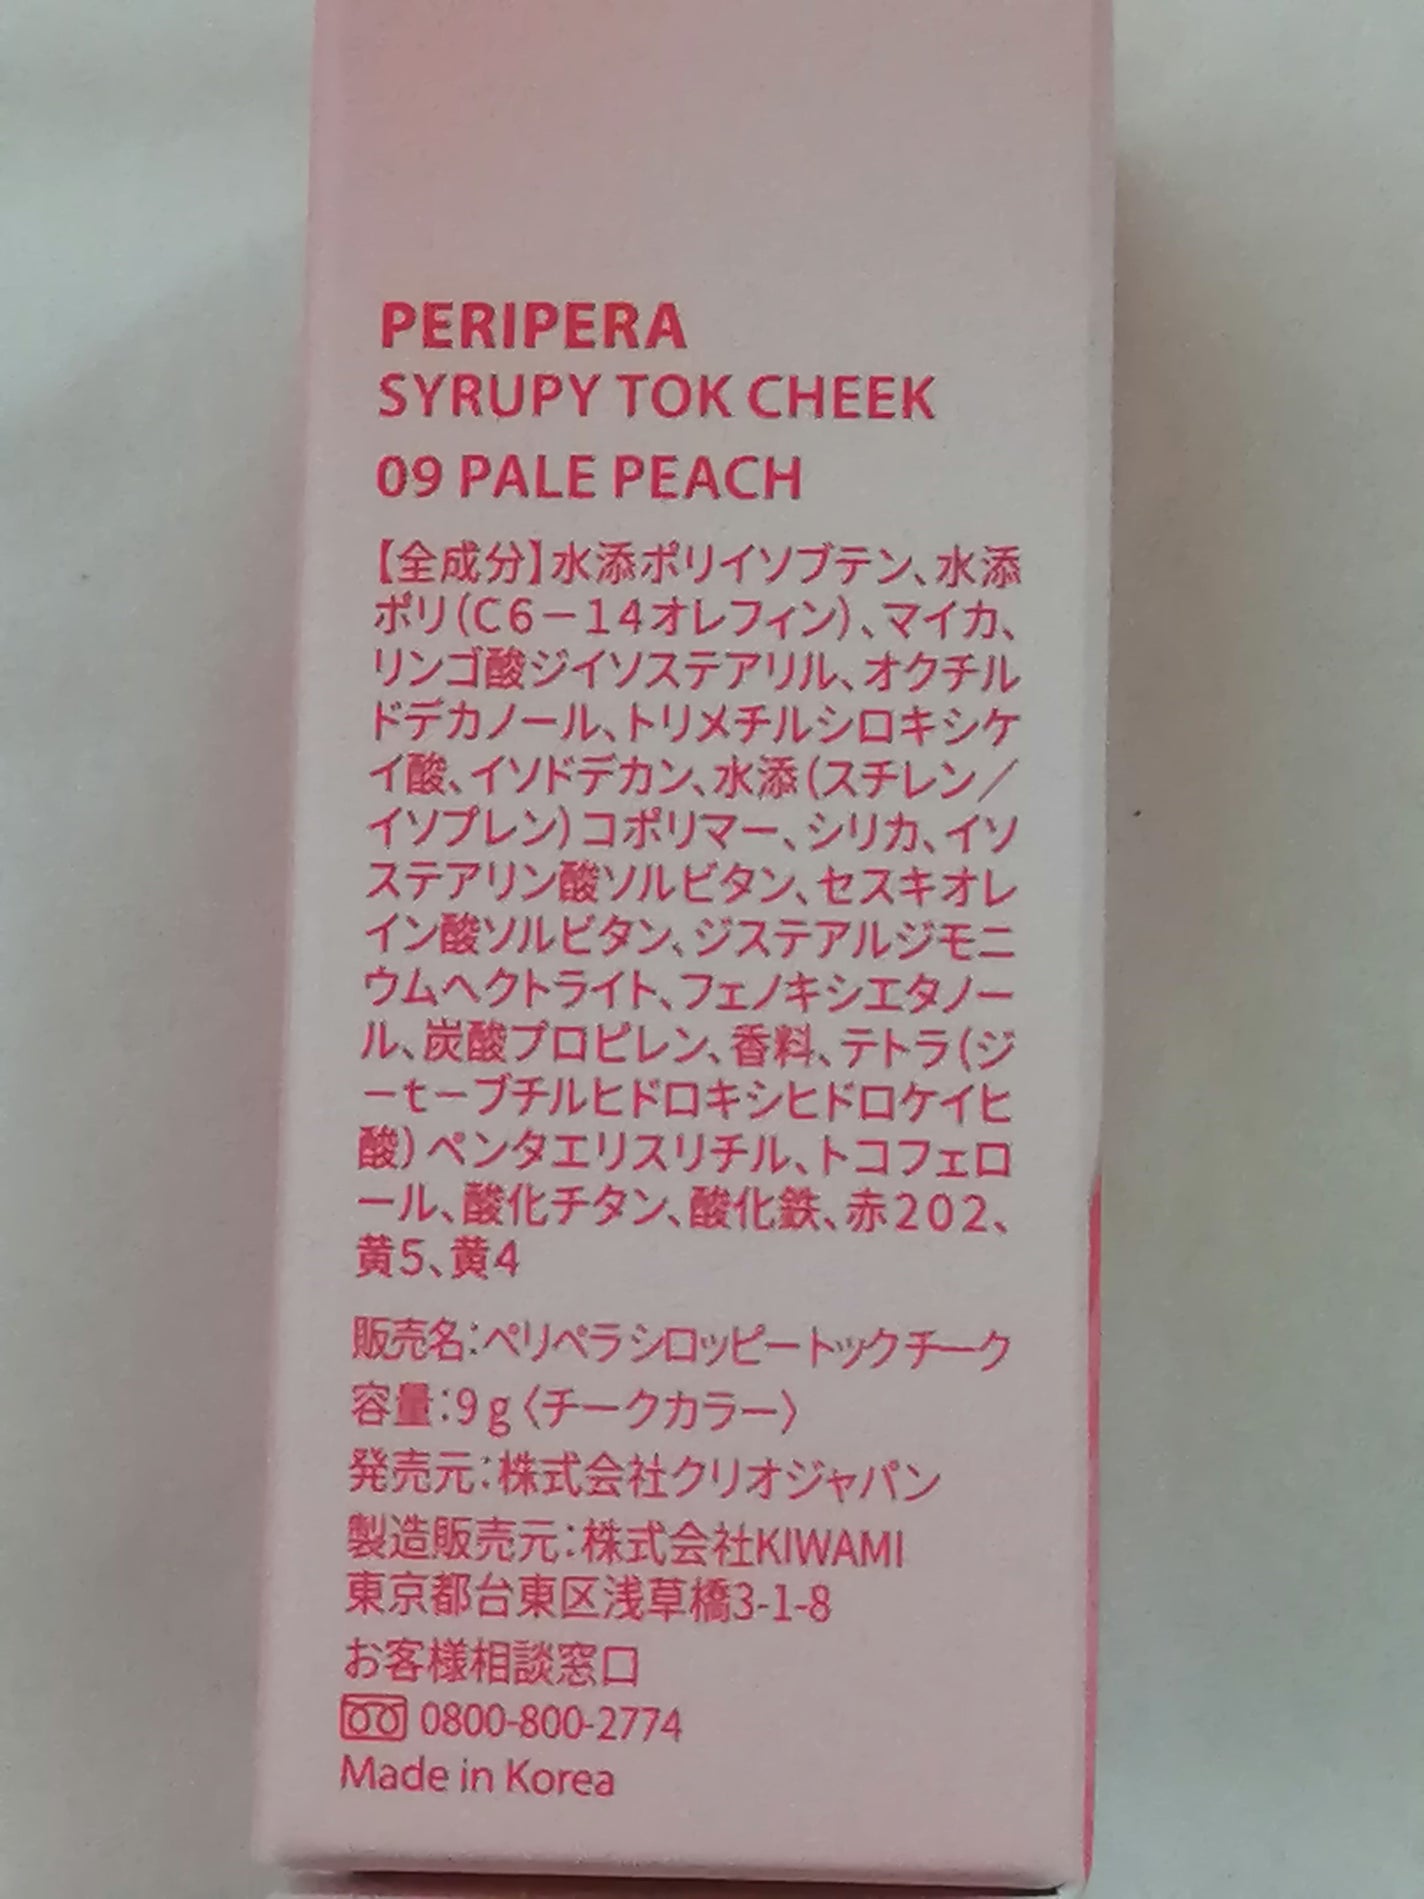 PERIPERA
SYRUPY TOK CHEEK
09 PALE PEACH
【全成分】水添ポリイソブテン、水添
ポリ(C6－14オレフィン)、マイカ、
リンゴ酸ジイソステアリル、オクチル
ドデカノール、トリメチルシロキシケ
イ酸、イソドデカン、水添(スチレン／
イソプレン)コポリマー、シリカ、イソ
ステアリン酸ソルビタン、セスキオレ
イン酸ソルビタン、ジステアルジモニ
ウムヘクトライト、フェノキシエタノー
ル、炭酸プロピレン、香料、テトラ(ジ
－t－ブチルヒドロキシヒドロケイヒ
酸)ペンタエリスリチル、トコフェロ
ール、酸化チタン、酸化鉄、赤202、
黄5、黄4
販売名:ペリペラシロッピートックチーク
容量:9g〈チークカラー〉
発売元:株式会社クリオジャパン
製造販売元:株式会社KIWAMI
東京都台東区浅草橋3-1-8
お客様相談窓口
0800-800-2774
Made in Korea